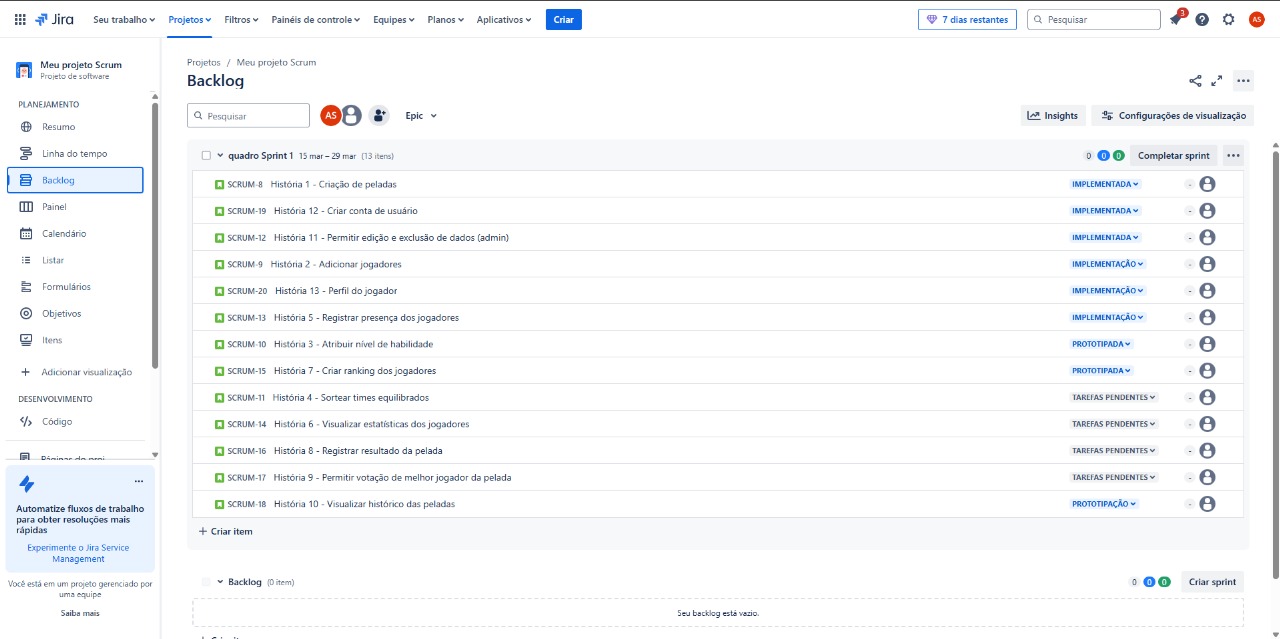 Jira Seu trabalho Projetos Filtros Painéis de controle Equipes Planos Aplicativos Criar 7 dias restantes Pesquisar 3 AS
Meu projeto Scrum
Projeto de software
PLANEJAMENTO
Resumo
Linha do tempo
Backlog
Painel
Calendário
Listar
Formulários
Objetivos
Itens
Adicionar visualização
DESENVOLVIMENTO
Código
Páginas do proj
Automatize fluxos de trabalho
para obter resoluções mais
rápidas
Experimente o Jira Service
Management
Você está em um projeto gerenciado por
uma equipe
Saiba mais
Projetos / Meu projeto Scrum
Backlog
Pesquisar AS Epic Insights Configurações de visualização
quadro Sprint 1 15 mar – 29 mar (13 itens) 0 0 0 Completar sprint
SCRUM-8 História 1 - Criação de peladas IMPLEMENTADA -
SCRUM-19 História 12 - Criar conta de usuário IMPLEMENTADA -
SCRUM-12 História 11 - Permitir edição e exclusão de dados (admin) IMPLEMENTADA -
SCRUM-9 História 2 - Adicionar jogadores IMPLEMENTAÇÃO -
SCRUM-20 História 13 - Perfil do jogador IMPLEMENTAÇÃO -
SCRUM-13 História 5 - Registrar presença dos jogadores IMPLEMENTAÇÃO -
SCRUM-10 História 3 - Atribuir nível de habilidade PROTOTIPADA -
SCRUM-15 História 7 - Criar ranking dos jogadores PROTOTIPADA -
SCRUM-11 História 4 - Sortear times equilibrados TAREFAS PENDENTES -
SCRUM-14 História 6 - Visualizar estatísticas dos jogadores TAREFAS PENDENTES -
SCRUM-16 História 8 - Registrar resultado da pelada TAREFAS PENDENTES -
SCRUM-17 História 9 - Permitir votação de melhor jogador da pelada TAREFAS PENDENTES -
SCRUM-18 História 10 - Visualizar histórico das peladas PROTOTIPAÇÃO -
+ Criar item
Backlog (0 item) 0 0 0 Criar sprint
Seu backlog está vazio.